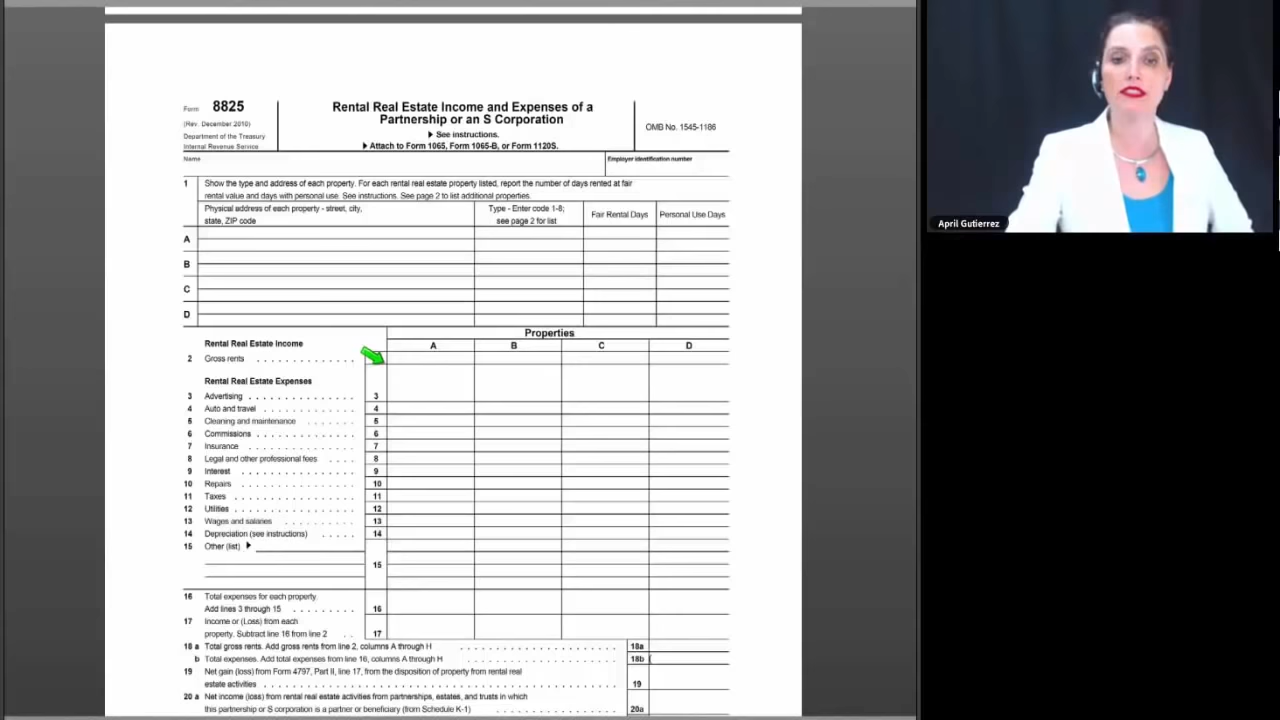 Form 8825
(Rev. December 2010)
Department of the Treasury
Internal Revenue Service
Rental Real Estate Income and Expenses of a
Partnership or an S Corporation
▶ See instructions.
▶ Attach to Form 1065, Form 1065-B, or Form 1120S.
OMB No. 1545-1186
Name
Employer identification number
1 Show the type and address of each property. For each rental real estate property listed, report the number of days rented at fair
rental value and days with personal use. See instructions. See page 2 to list additional properties.
Physical address of each property - street, city,
state, ZIP code
Type - Enter code 1-8;
see page 2 for list
Fair Rental Days
Personal Use Days
A
B
C
D
Properties
Rental Real Estate Income
A B C D
2 Gross rents . . . . . . . . . . . .
Rental Real Estate Expenses
3 Advertising . . . . . . . . . . . . 3
4 Auto and travel . . . . . . . . . . . 4
5 Cleaning and maintenance . . . . . . . 5
6 Commissions . . . . . . . . . . . . 6
7 Insurance . . . . . . . . . . . . . 7
8 Legal and other professional fees . . . . 8
9 Interest . . . . . . . . . . . . . 9
10 Repairs . . . . . . . . . . . . . 10
11 Taxes . . . . . . . . . . . . . . 11
12 Utilities . . . . . . . . . . . . . 12
13 Wages and salaries . . . . . . . . . . 13
14 Depreciation (see instructions) . . . . . 14
15 Other (list) ▶
15
16 Total expenses for each property.
Add lines 3 through 15 . . . . . . . . . 16
17 Income or (Loss) from each
property. Subtract line 16 from line 2 . . 17
18 a Total gross rents. Add gross rents from line 2, columns A through H . . . . . . . . . . . . . . . . . . . 18a
b Total expenses. Add total expenses from line 16, columns A through H . . . . . . . . . . . . . . . . . . 18b (
19 Net gain (loss) from Form 4797, Part II, line 17, from the disposition of property from rental real
estate activities . . . . . . . . . . . . . . . . . . . . . . . . . . . . . . . . . . . . . . . . . 19
20 a Net income (loss) from rental real estate activities from partnerships, estates, and trusts in which
this partnership or S corporation is a partner or beneficiary (from Schedule K-1) . . . . . . . . . . . . . . 20a
April Gutierrez